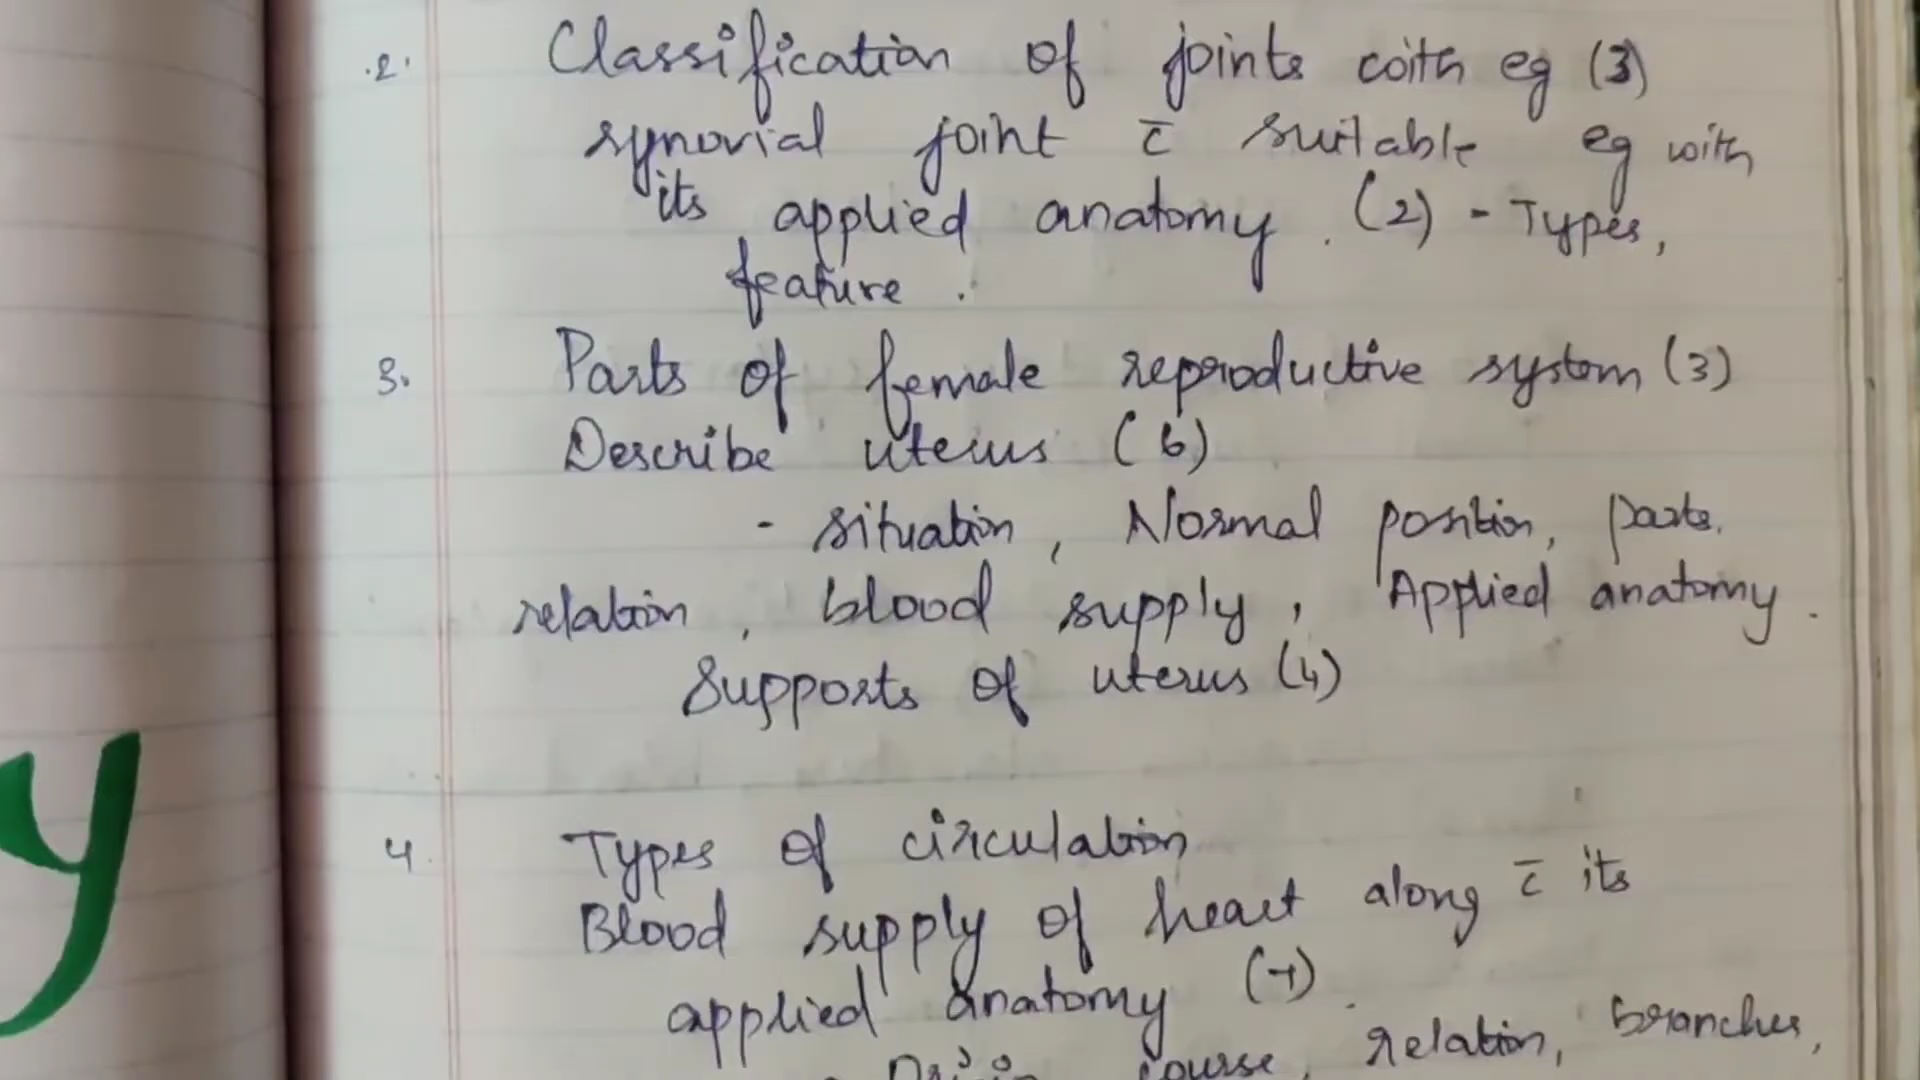 2. Classification of joints with eg (3)
synovial joint c̄ suitable eg with
its applied anatomy. (2) - Types,
feature.
3. Parts of female reproductive system (3)
Describe uterus (6)
- situation, Normal position, parts.
relation, blood supply, Applied anatomy.
Supports of uterus (4)
4. Types of circulation
Blood supply of heart along c̄ its
applied anatomy (7).
Origin course, relation, branches,
y